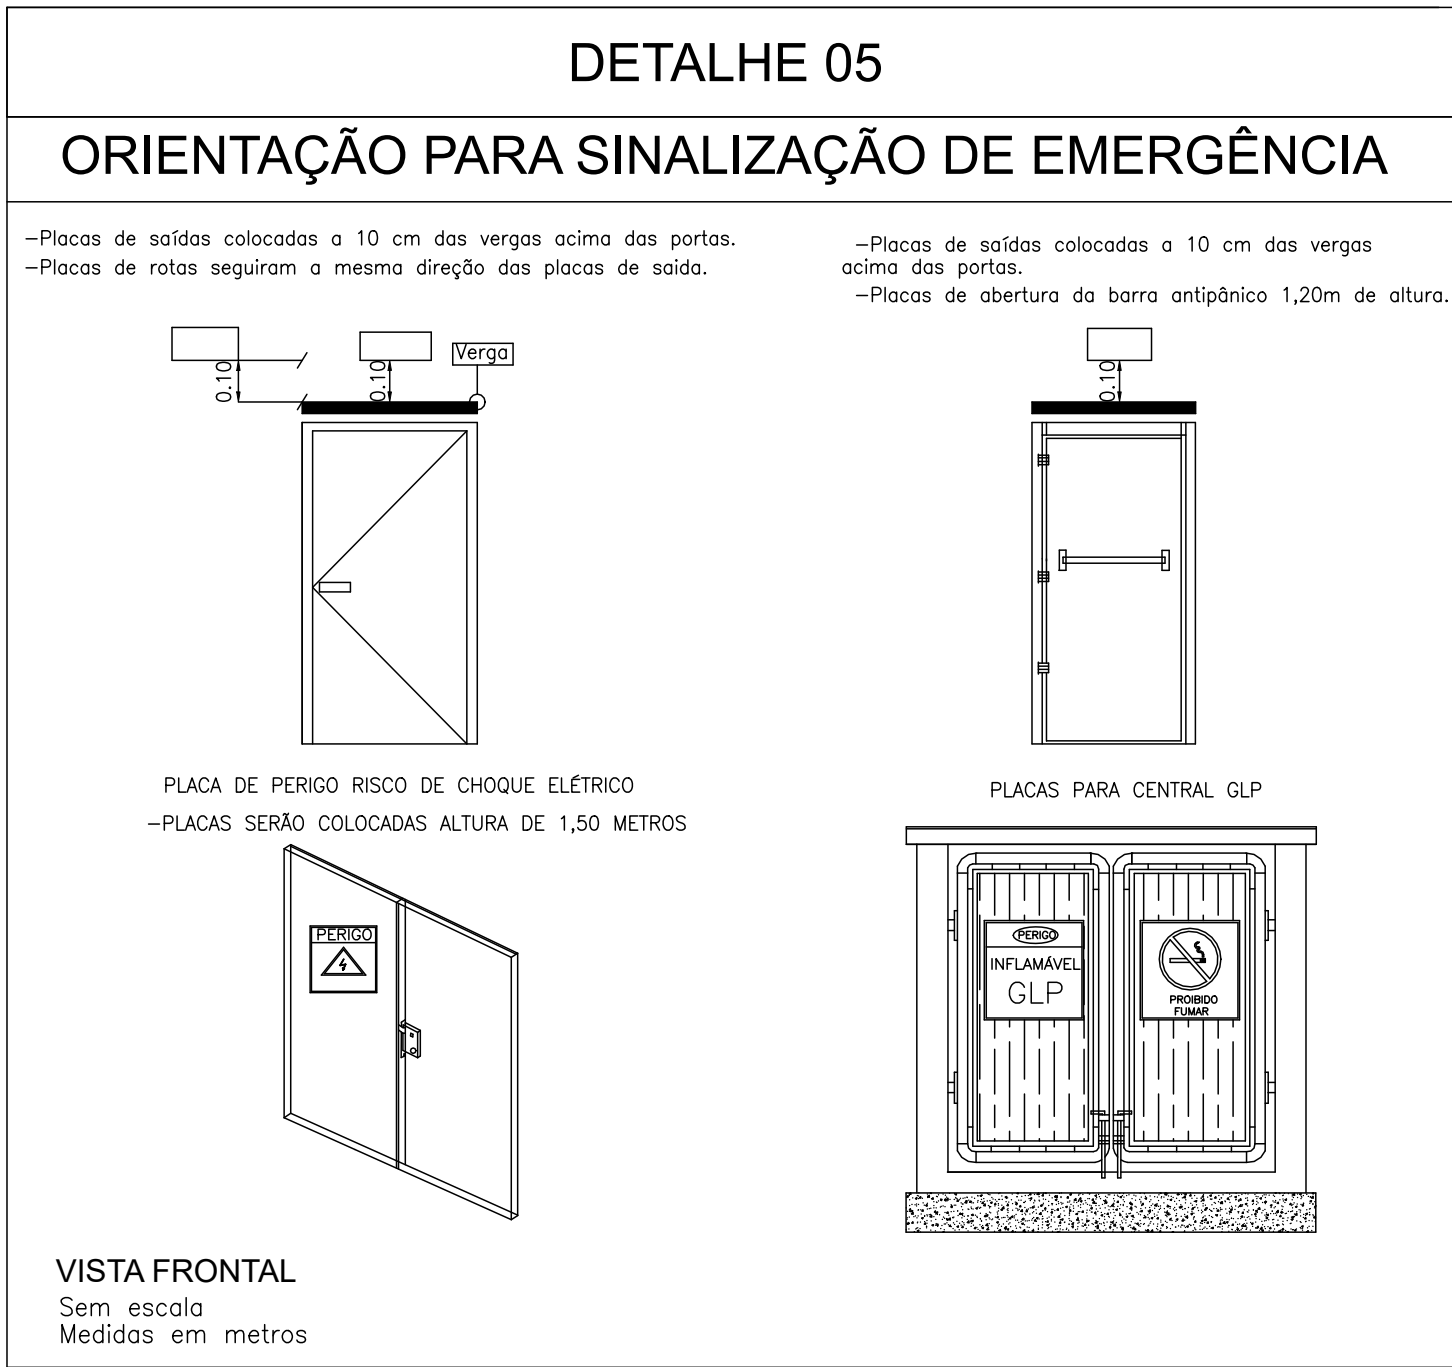 DETALHE 05
ORIENTAÇÃO PARA SINALIZAÇÃO DE EMERGÊNCIA
-Placas de saídas colocadas a 10 cm das vergas acima das portas.
-Placas de rotas seguiram a mesma direção das placas de saida.
-Placas de saídas colocadas a 10 cm das vergas
acima das portas.
-Placas de abertura da barra antipânico 1,20m de altura.
0.10
0.10
Verga
0.10
PLACA DE PERIGO RISCO DE CHOQUE ELÉTRICO
-PLACAS SERÃO COLOCADAS ALTURA DE 1,50 METROS
PERIGO
PLACAS PARA CENTRAL GLP
PERIGO
INFLAMÁVEL
GLP
PROIBIDO
FUMAR
VISTA FRONTAL
Sem escala
Medidas em metros